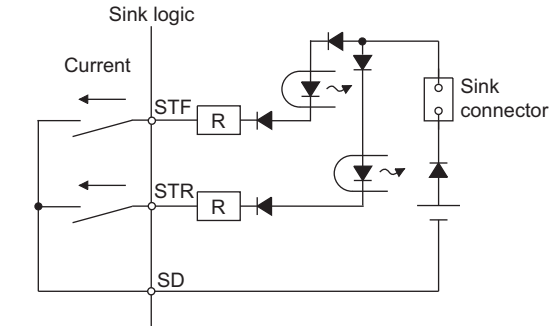 Sink logic
Current
STF
R
Sink
connector
STR
R
SD